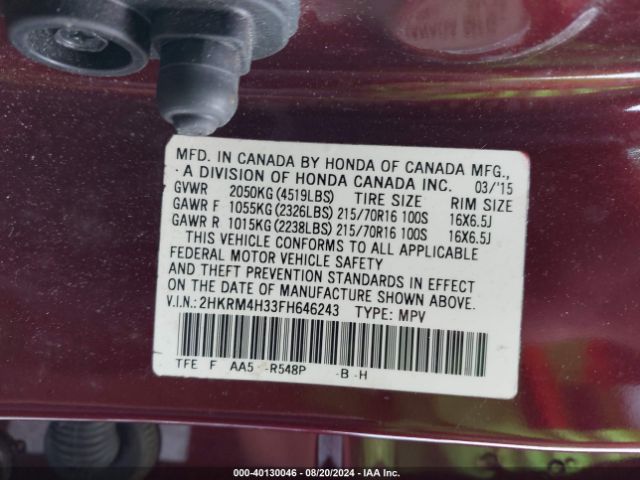 MFD. IN CANADA BY HONDA OF CANADA MFG.,
A DIVISION OF HONDA CANADA INC. 03/'15
GVWR 2050KG (4519LBS) TIRE SIZE RIM SIZE
GAWR F 1055KG (2326LBS) 215/70R16 100S 16X6.5J
GAWR R 1015KG (2238LBS) 215/70R16 100S 16X6.5J
THIS VEHICLE CONFORMS TO ALL APPLICABLE
FEDERAL MOTOR VEHICLE SAFETY
AND THEFT PREVENTION STANDARDS IN EFFECT
ON THE DATE OF MANUFACTURE SHOWN ABOVE.
V.I.N.: 2HKRM4H33FH646243 TYPE: MPV
TFE F AA5 -R548P -B -H
000-40130046 - 08/20/2024 - IAA Inc.